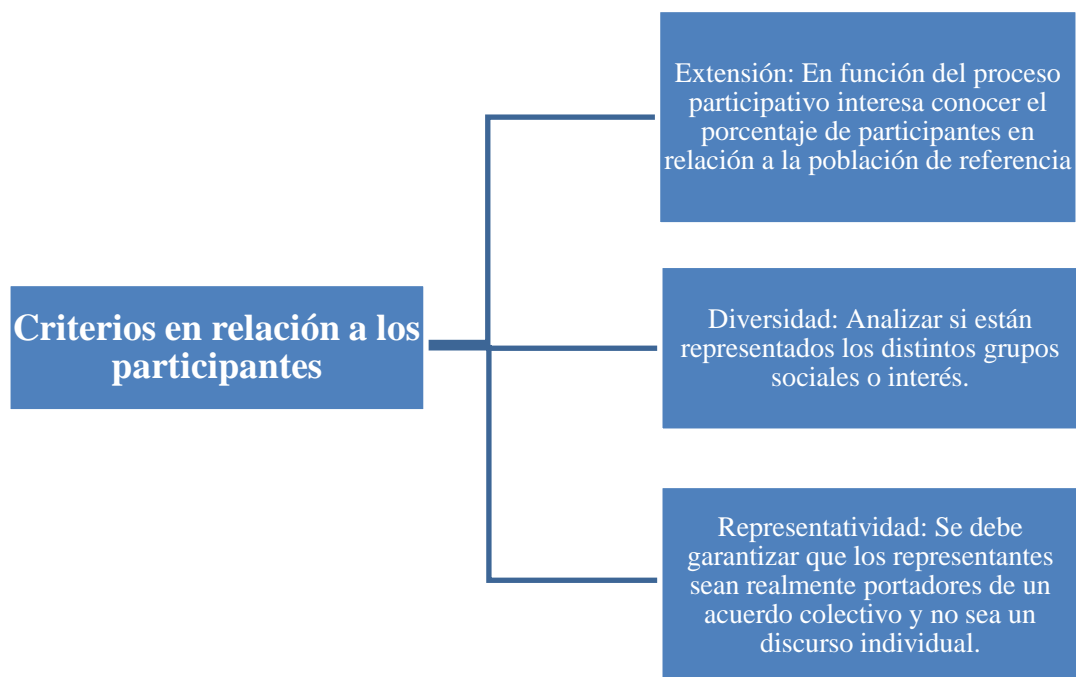 Criterios en relación a los
participantes
Extensión: En función del proceso
participativo interesa conocer el
porcentaje de participantes en
relación a la población de referencia
Diversidad: Analizar si están
representados los distintos grupos
sociales o interés.
Representatividad: Se debe
garantizar que los representantes
sean realmente portadores de un
acuerdo colectivo y no sea un
discurso individual.